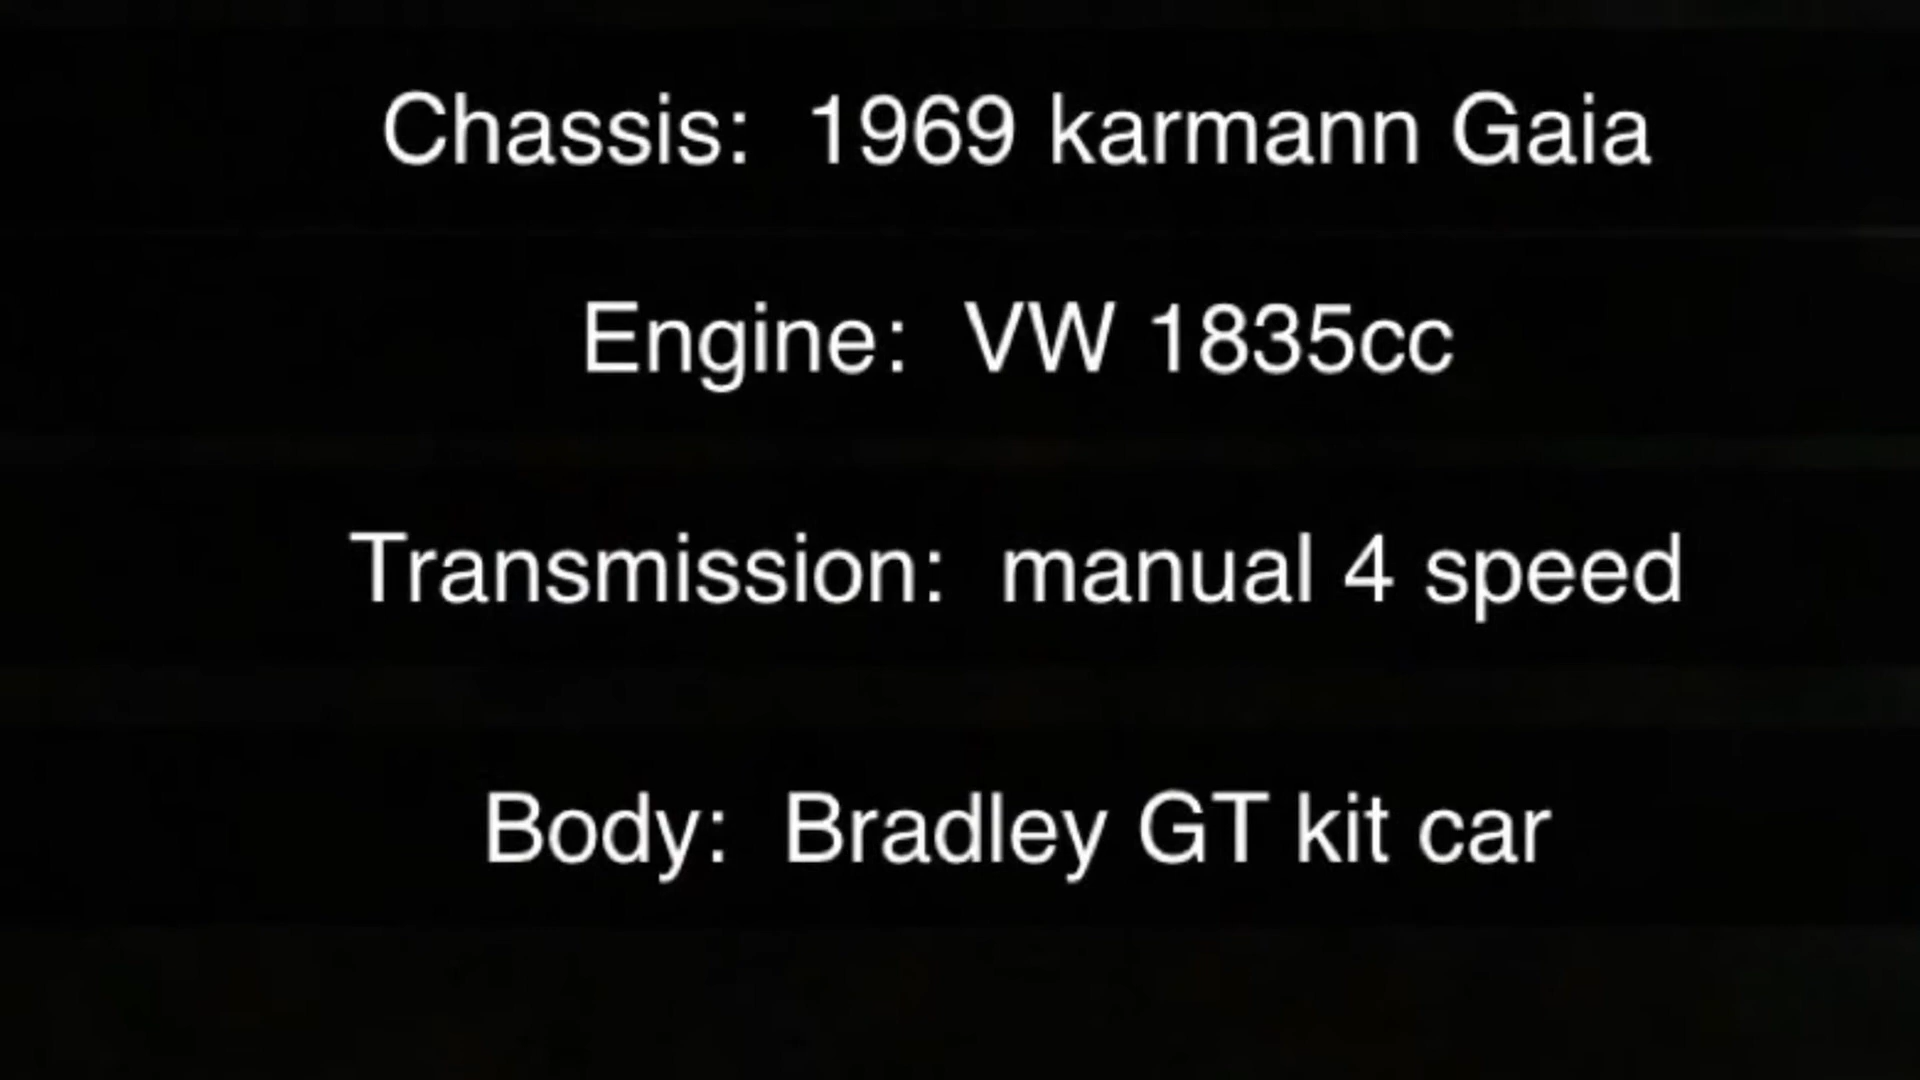 Chassis: 1969 karmann Gaia
Engine: VW 1835cc
Transmission: manual 4 speed
Body: Bradley GT kit car